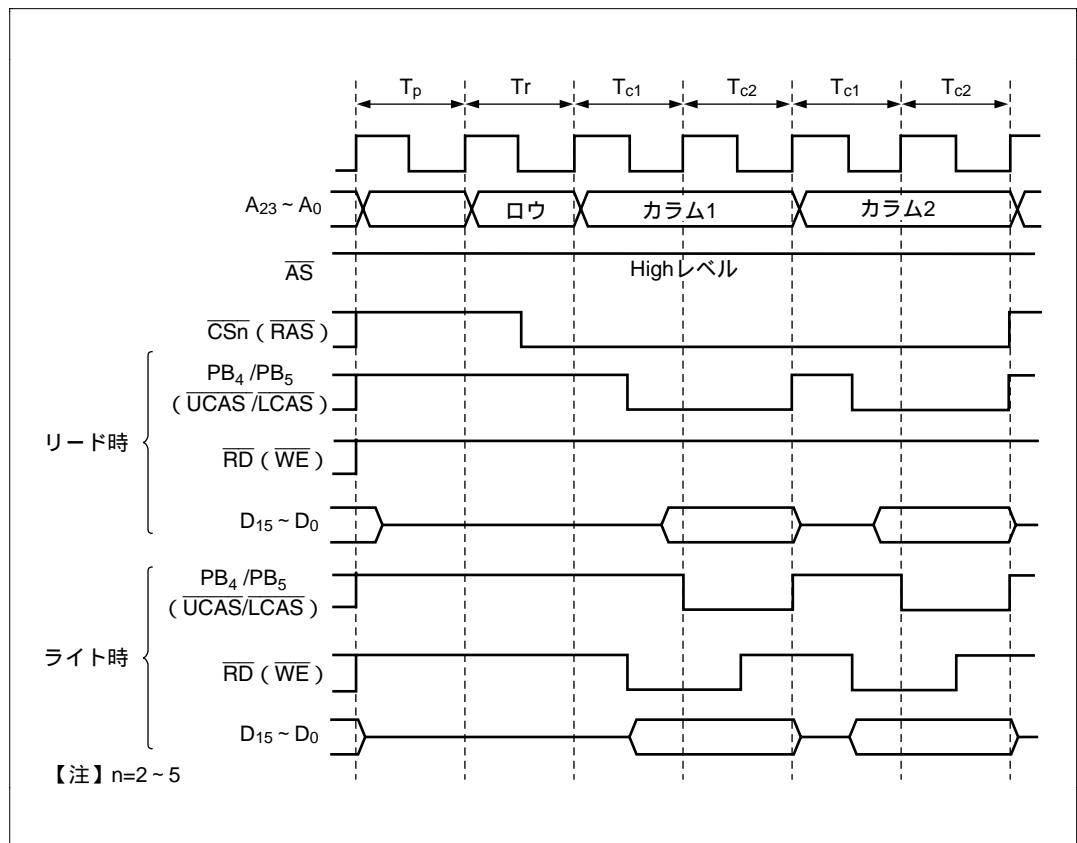 Tp Tr Tc1 Tc2 Tc1 Tc2
A23 ~ A0 ロウ カラム1 カラム2
AS Highレベル
CSn ( RAS )
リード時
PB4 /PB5
( UCAS /LCAS )
RD ( WE )
D15 ~ D0
ライト時
PB4 /PB5
( UCAS/LCAS )
RD ( WE )
D15 ~ D0
【注】n=2 ~ 5